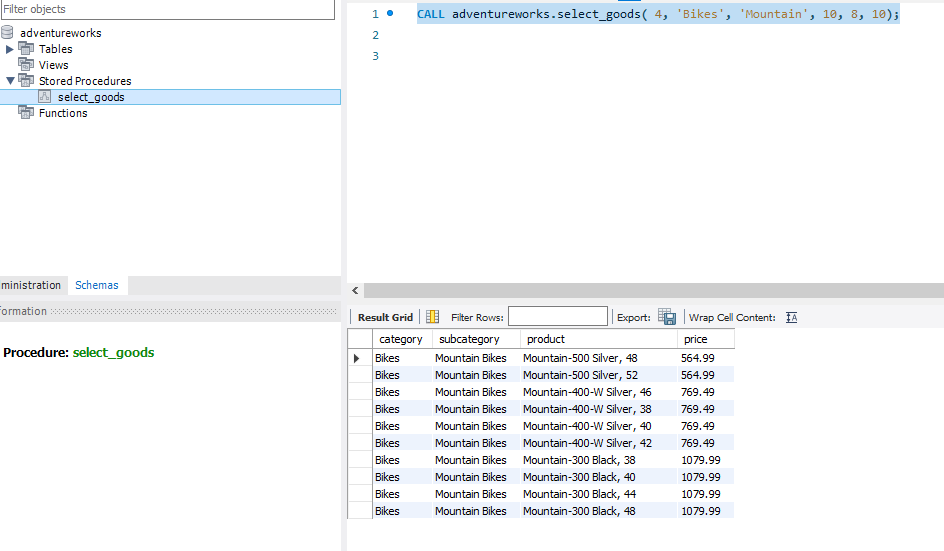 Filter objects
adventureworks
Tables
Views
Stored Procedures
select_goods
Functions
ministration Schemas
formation
Procedure: select_goods
1 CALL adventureworks.select_goods( 4, 'Bikes', 'Mountain', 10, 8, 10);
2
3
Result Grid Filter Rows: Export: Wrap Cell Content:
category subcategory product price
Bikes Mountain Bikes Mountain-500 Silver, 48 564.99
Bikes Mountain Bikes Mountain-500 Silver, 52 564.99
Bikes Mountain Bikes Mountain-400-W Silver, 46 769.49
Bikes Mountain Bikes Mountain-400-W Silver, 38 769.49
Bikes Mountain Bikes Mountain-400-W Silver, 40 769.49
Bikes Mountain Bikes Mountain-400-W Silver, 42 769.49
Bikes Mountain Bikes Mountain-300 Black, 38 1079.99
Bikes Mountain Bikes Mountain-300 Black, 40 1079.99
Bikes Mountain Bikes Mountain-300 Black, 44 1079.99
Bikes Mountain Bikes Mountain-300 Black, 48 1079.99